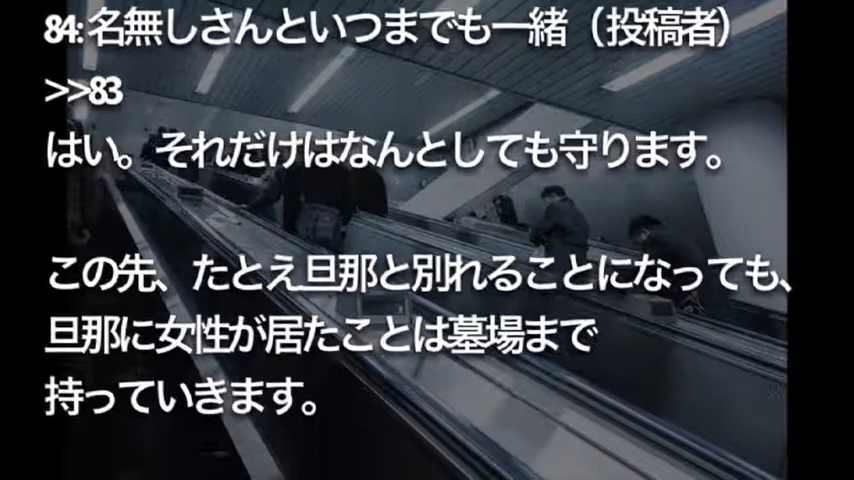 84: 名無しさんといつまでも一緒（投稿者）
>>83
はい。それだけはなんとしても守ります。
この先、たとえ旦那と別れることになっても、
旦那に女性が居たことは墓場まで
持っていきます。